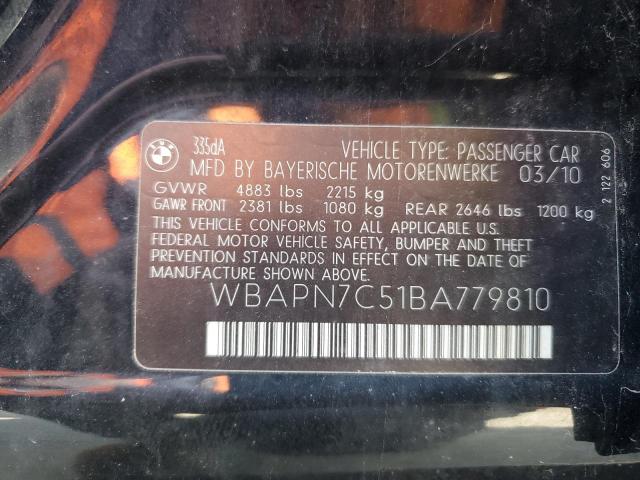 BMW
335dA VEHICLE TYPE: PASSENGER CAR
MFD BY BAYERISCHE MOTORENWERKE 03/10
GVWR 4883 lbs 2215 kg
GAWR FRONT 2381 lbs 1080 kg REAR 2646 lbs 1200 kg
THIS VEHICLE CONFORMS TO ALL APPLICABLE U.S.
FEDERAL MOTOR VEHICLE SAFETY, BUMPER AND THEFT
PREVENTION STANDARDS IN EFFECT ON THE DATE OF
MANUFACTURE SHOWN ABOVE.
WBAPN7C51BA779810
2 122 606